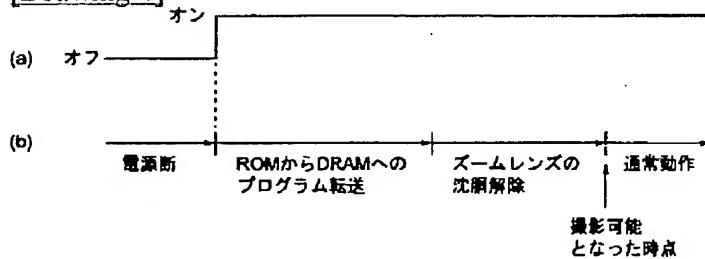 オン
(a) オフ
(b)
電源断 ROMからDRAMへの ズームレンズの 通常動作
プログラム転送 沈胴解除
撮影可能
となった時点